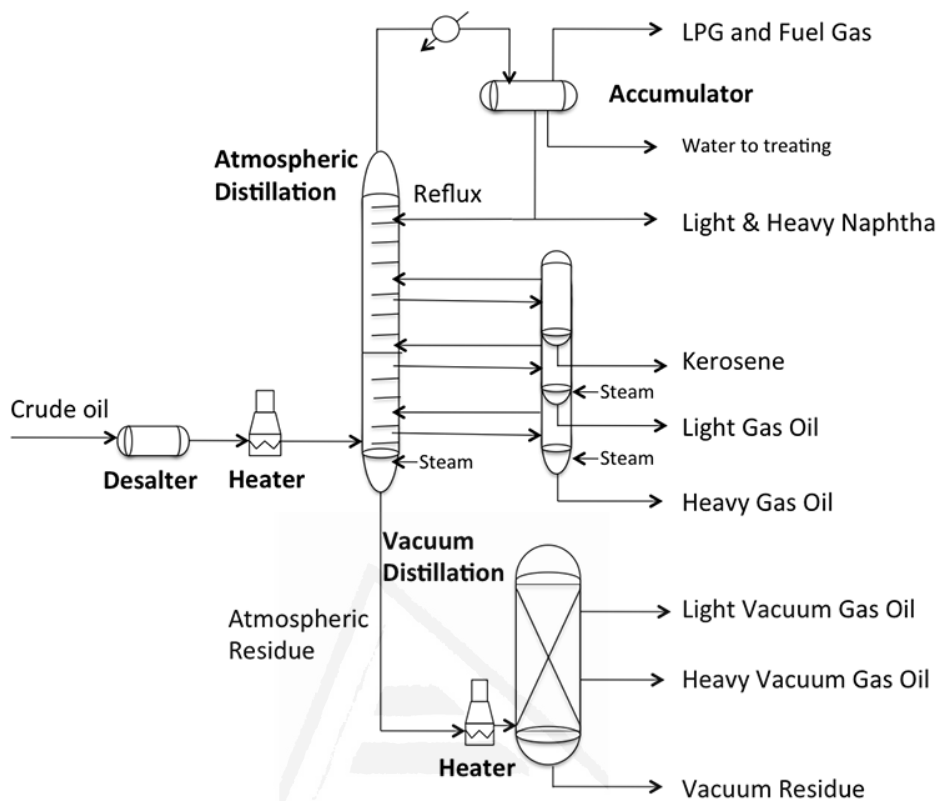 LPG and Fuel Gas
Accumulator
Water to treating
Atmospheric
Distillation
Reflux
Light & Heavy Naphtha
Kerosene
Steam
Crude oil
Light Gas Oil
Desalter
Heater
Steam
Steam
Heavy Gas Oil
Vacuum
Distillation
Atmospheric
Residue
Light Vacuum Gas Oil
Heavy Vacuum Gas Oil
Heater
Vacuum Residue